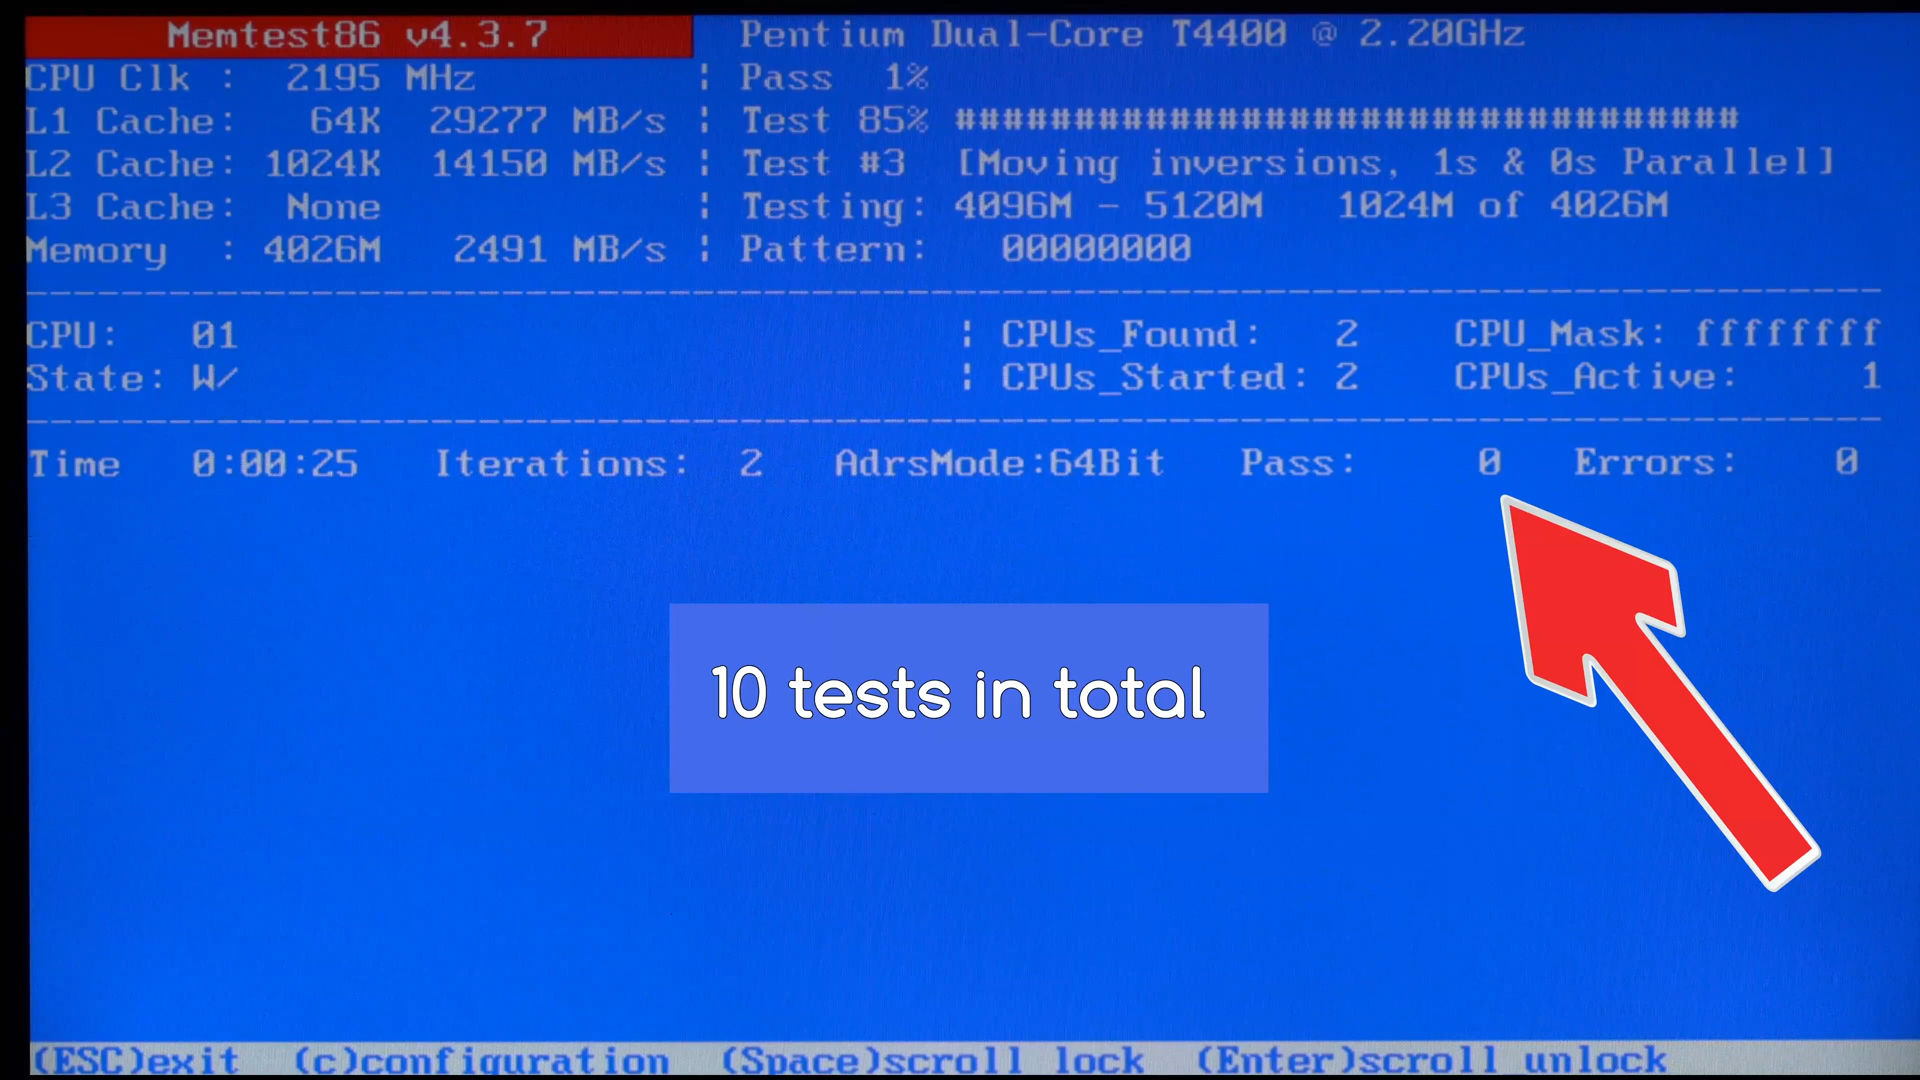 Memtest86 v4.3.7 Pentium Dual-Core T4400 @ 2.20GHz
CPU Clk : 2195 MHz ¦ Pass 1%
L1 Cache: 64K 29277 MB/s ¦ Test 85% #################################
L2 Cache: 1024K 14150 MB/s ¦ Test #3 [Moving inversions, 1s & 0s Parallel]
L3 Cache: None ¦ Testing: 4096M - 5120M 1024M of 4026M
Memory : 4026M 2491 MB/s ¦ Pattern: 00000000
CPU: 01 ¦ CPUs_Found: 2 CPU_Mask: ffffffff
State: W/ ¦ CPUs_Started: 2 CPUs_Active: 1
Time 0:00:25 Iterations: 2 AdrsMode:64Bit Pass: 0 Errors: 0
10 tests in total
(ESC)exit (c)configuration (Space)scroll lock (Enter)scroll unlock